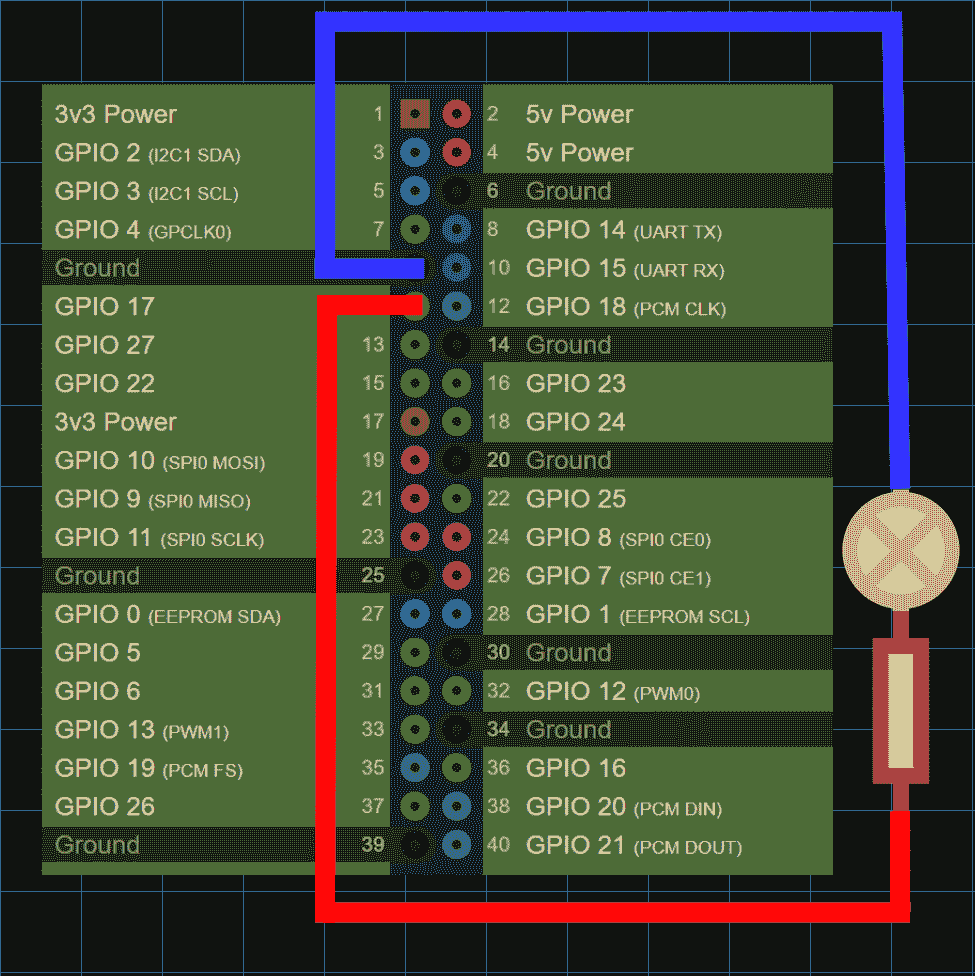 3v3 Power 1 2 5v Power
GPIO 2 (I2C1 SDA) 3 4 5v Power
GPIO 3 (I2C1 SCL) 5 6 Ground
GPIO 4 (GPCLK0) 7 8 GPIO 14 (UART TX)
Ground 10 GPIO 15 (UART RX)
GPIO 17 12 GPIO 18 (PCM CLK)
GPIO 27 13 14 Ground
GPIO 22 15 16 GPIO 23
3v3 Power 17 18 GPIO 24
GPIO 10 (SPI0 MOSI) 19 20 Ground
GPIO 9 (SPI0 MISO) 21 22 GPIO 25
GPIO 11 (SPI0 SCLK) 23 24 GPIO 8 (SPI0 CE0)
Ground 25 26 GPIO 7 (SPI0 CE1)
GPIO 0 (EEPROM SDA) 27 28 GPIO 1 (EEPROM SCL)
GPIO 5 29 30 Ground
GPIO 6 31 32 GPIO 12 (PWM0)
GPIO 13 (PWM1) 33 34 Ground
GPIO 19 (PCM FS) 35 36 GPIO 16
GPIO 26 37 38 GPIO 20 (PCM DIN)
Ground 39 40 GPIO 21 (PCM DOUT)